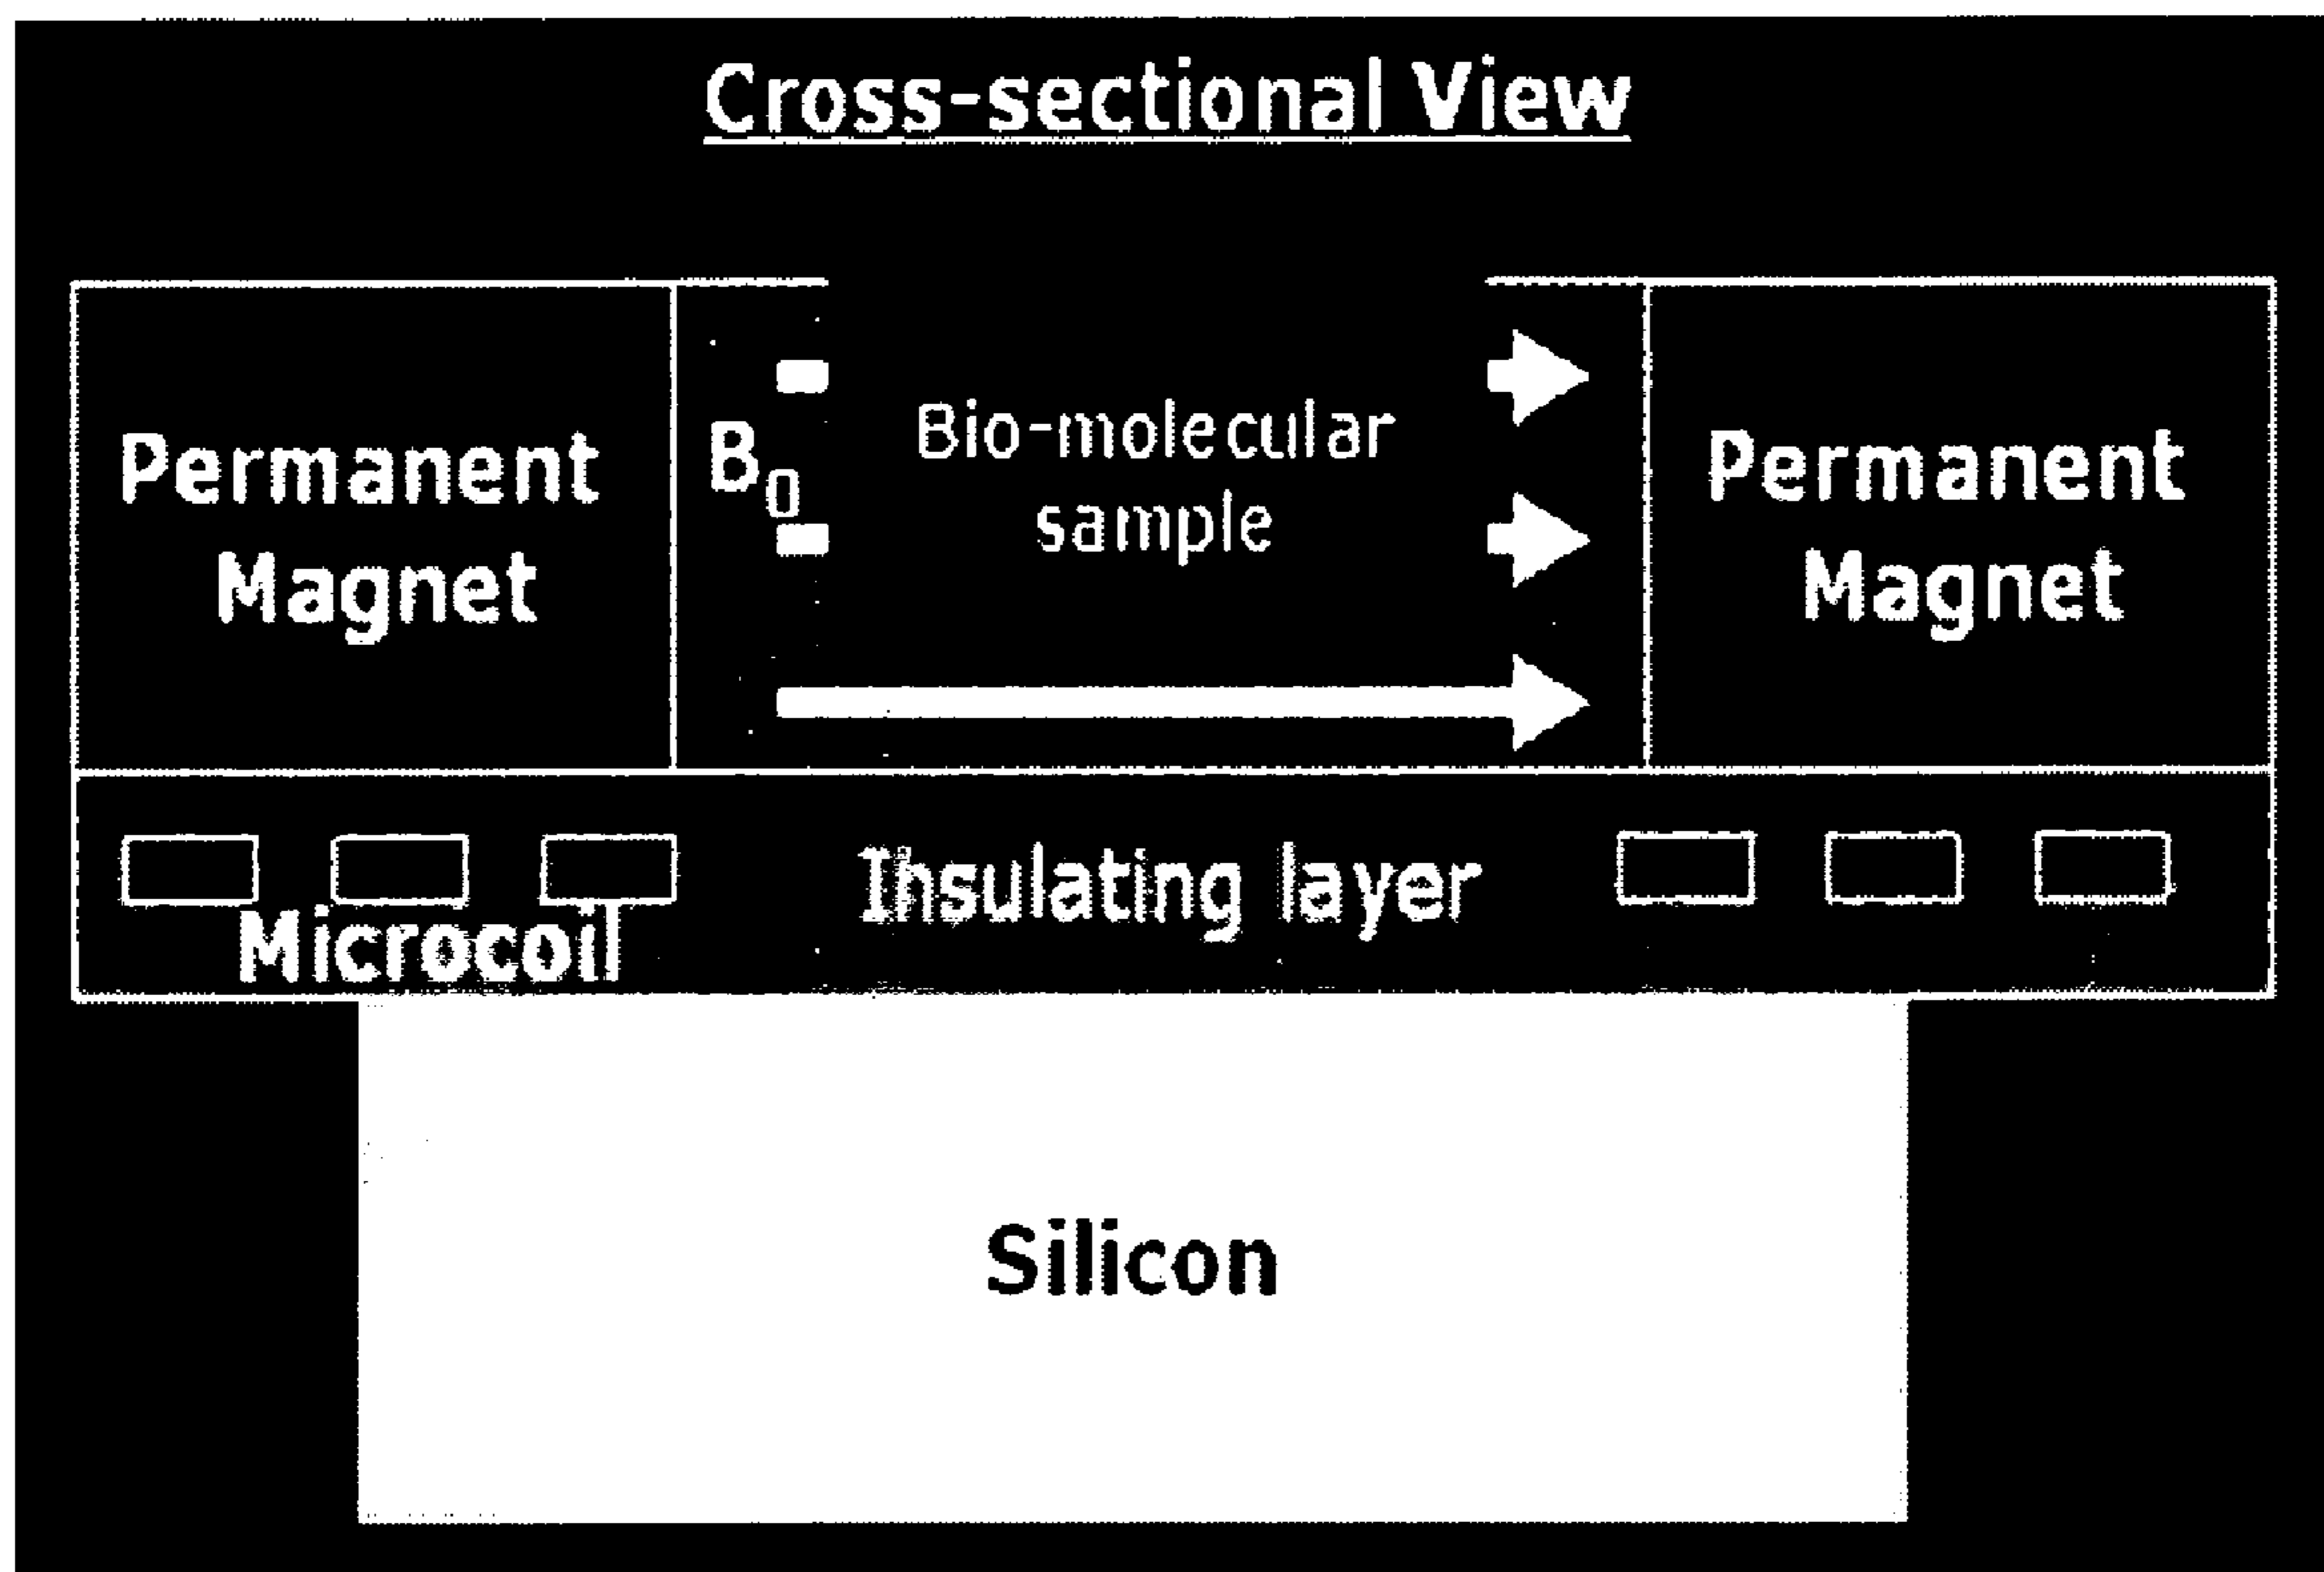 Cross-sectional View
Permanent
Magnet
B0
Bio-molecular
sample
Permanent
Magnet
Microcoil
Insulating layer
Silicon